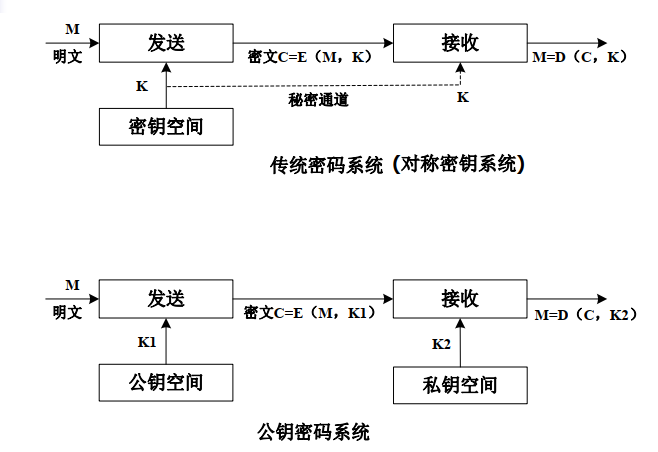 M
明文
发送
密文C=E（M，K）
接收
M=D（C，K）
K
秘密通道
K
密钥空间
传统密码系统 (对称密钥系统)
M
明文
发送
密文C=E（M，K1）
接收
M=D（C，K2）
K1
K2
公钥空间
私钥空间
公钥密码系统